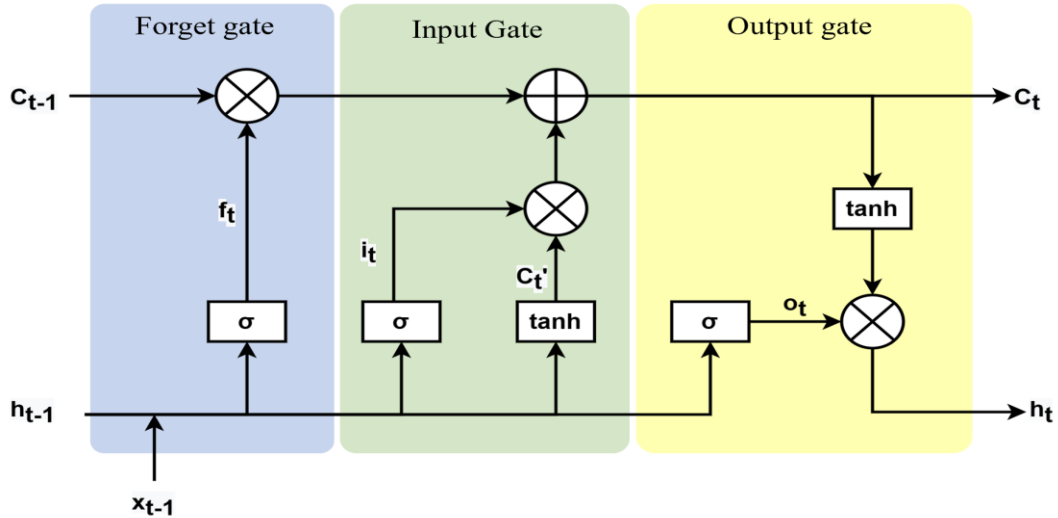 Forget gate
Input Gate
Output gate
Ct-1
Ct
ft
it
Ct'
tanh
σ
σ
tanh
σ
ot
ht-1
ht
xt-1